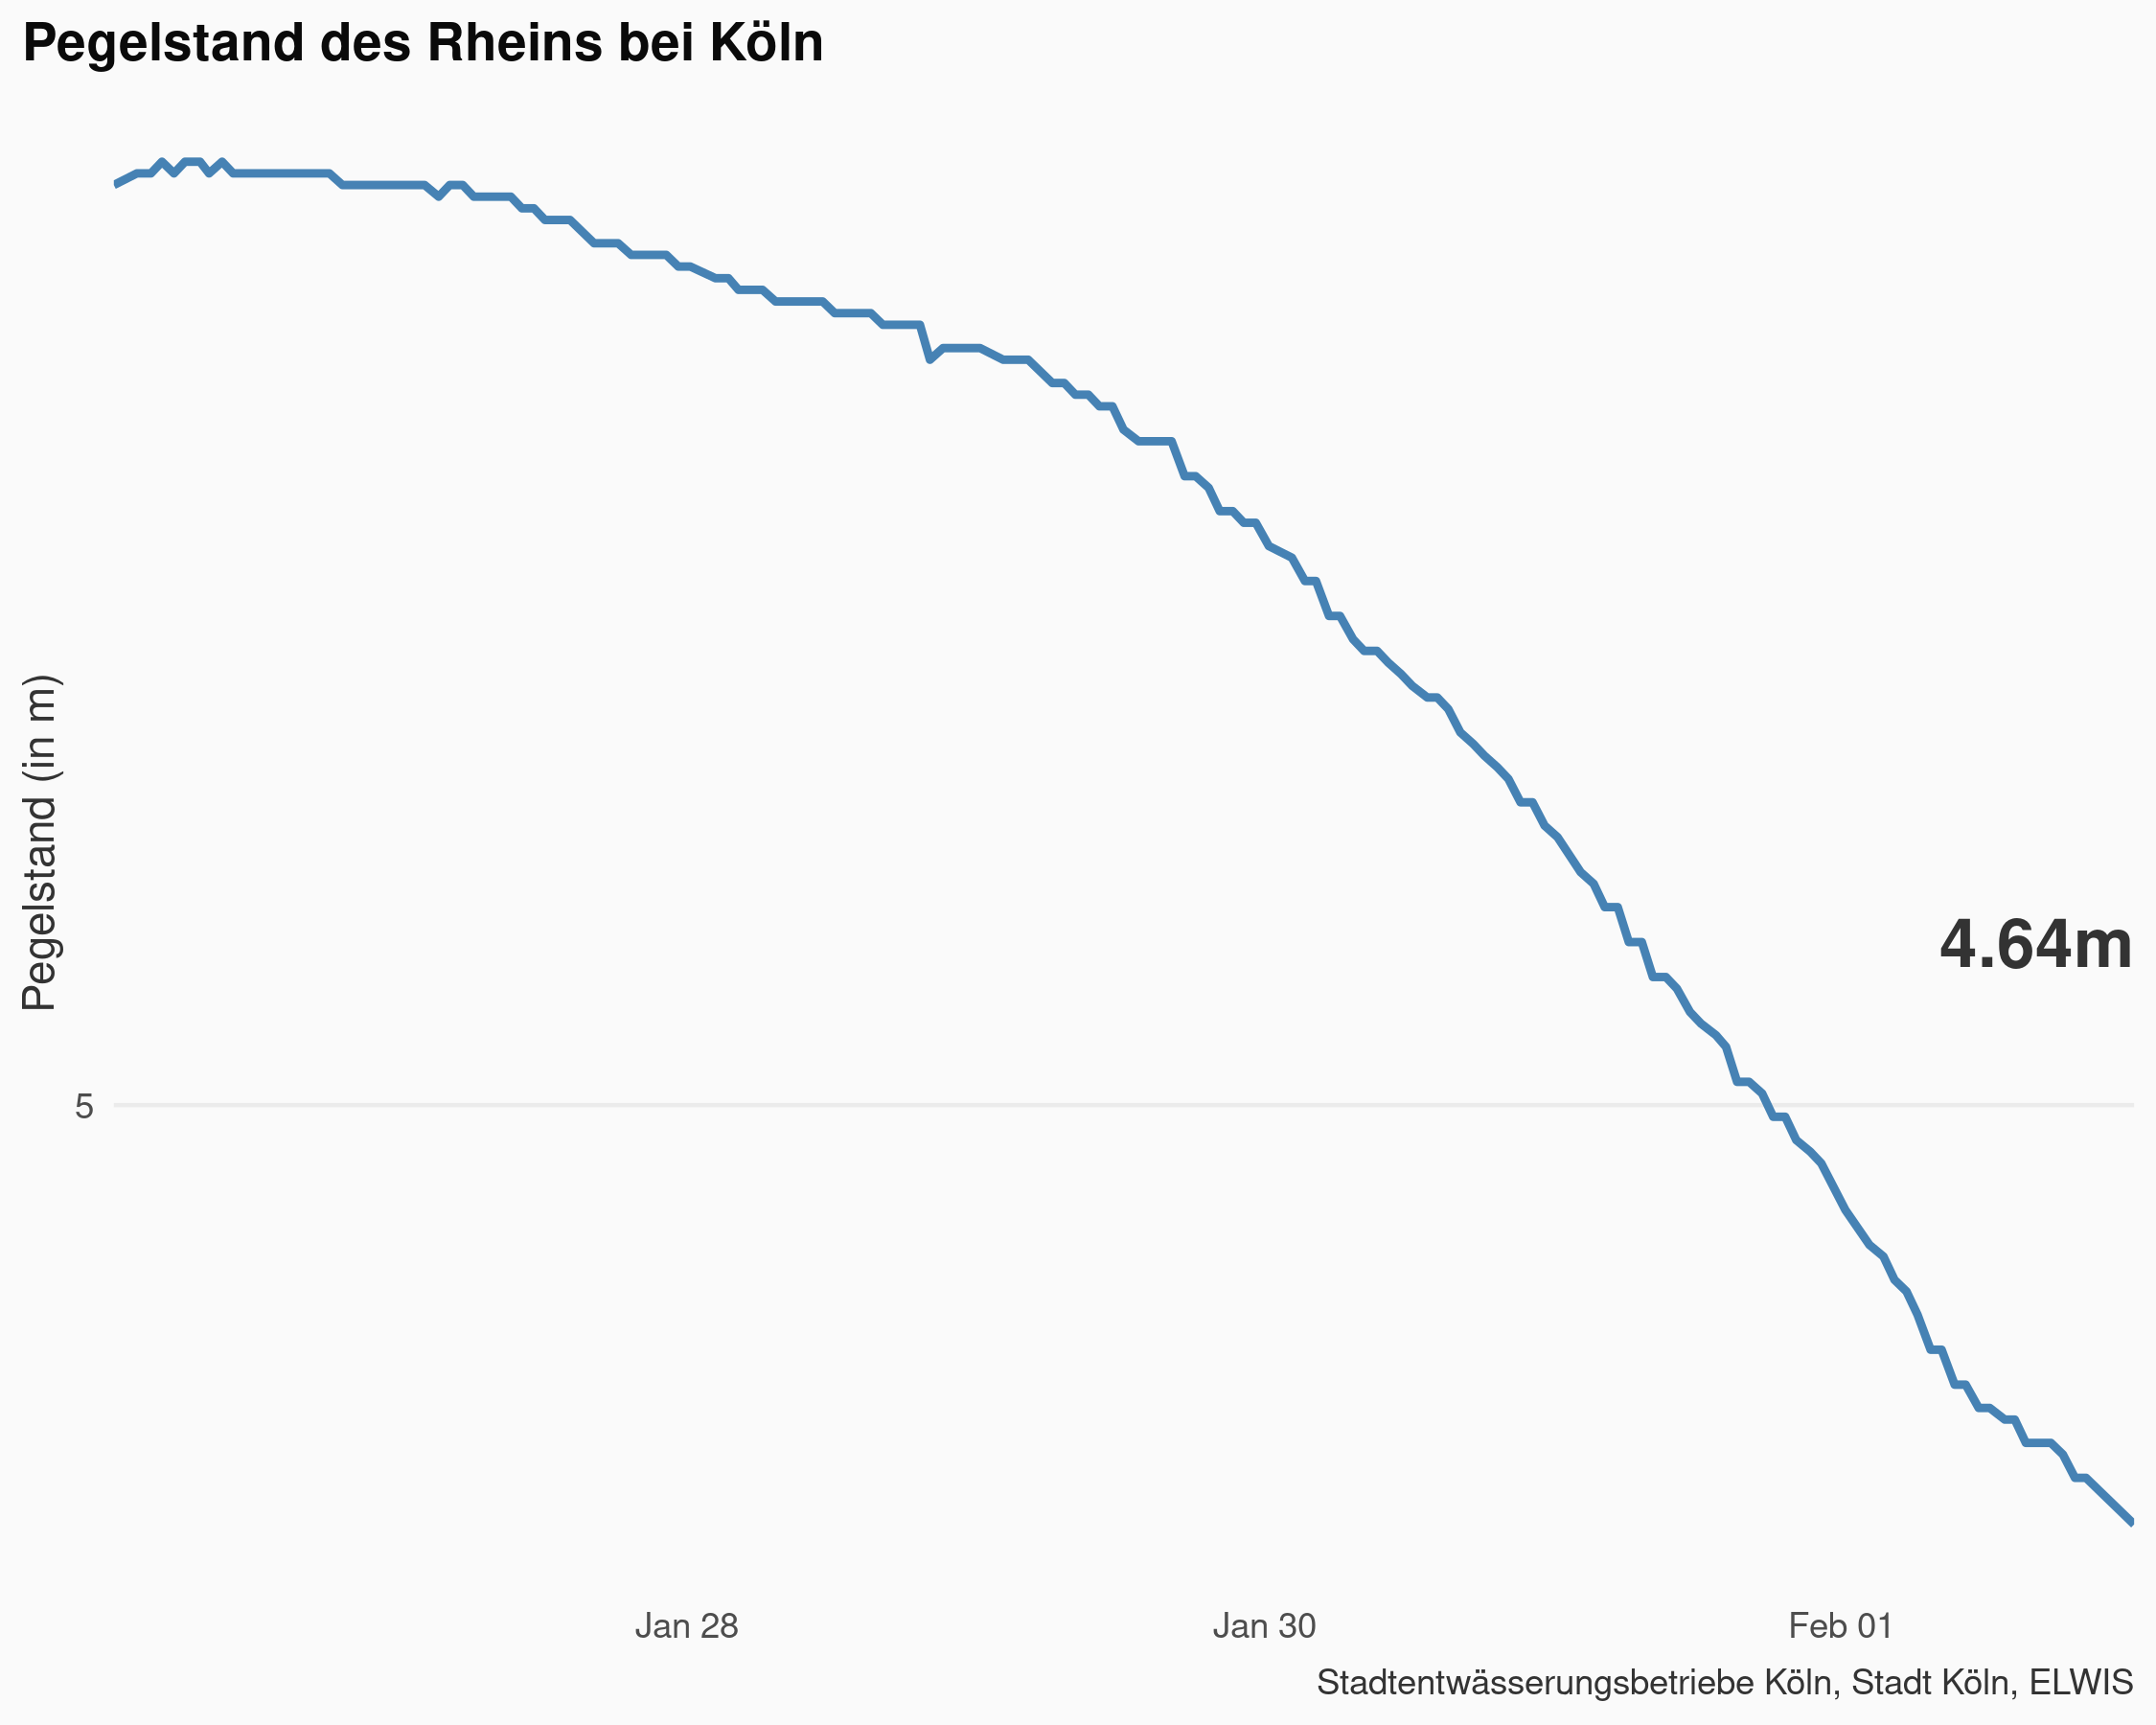 Pegelstand des Rheins bei Köln
Pegelstand (in m)
4.64m
5
Jan 28
Jan 30
Feb 01
Stadtentwässerungsbetriebe Köln, Stadt Köln, ELWIS